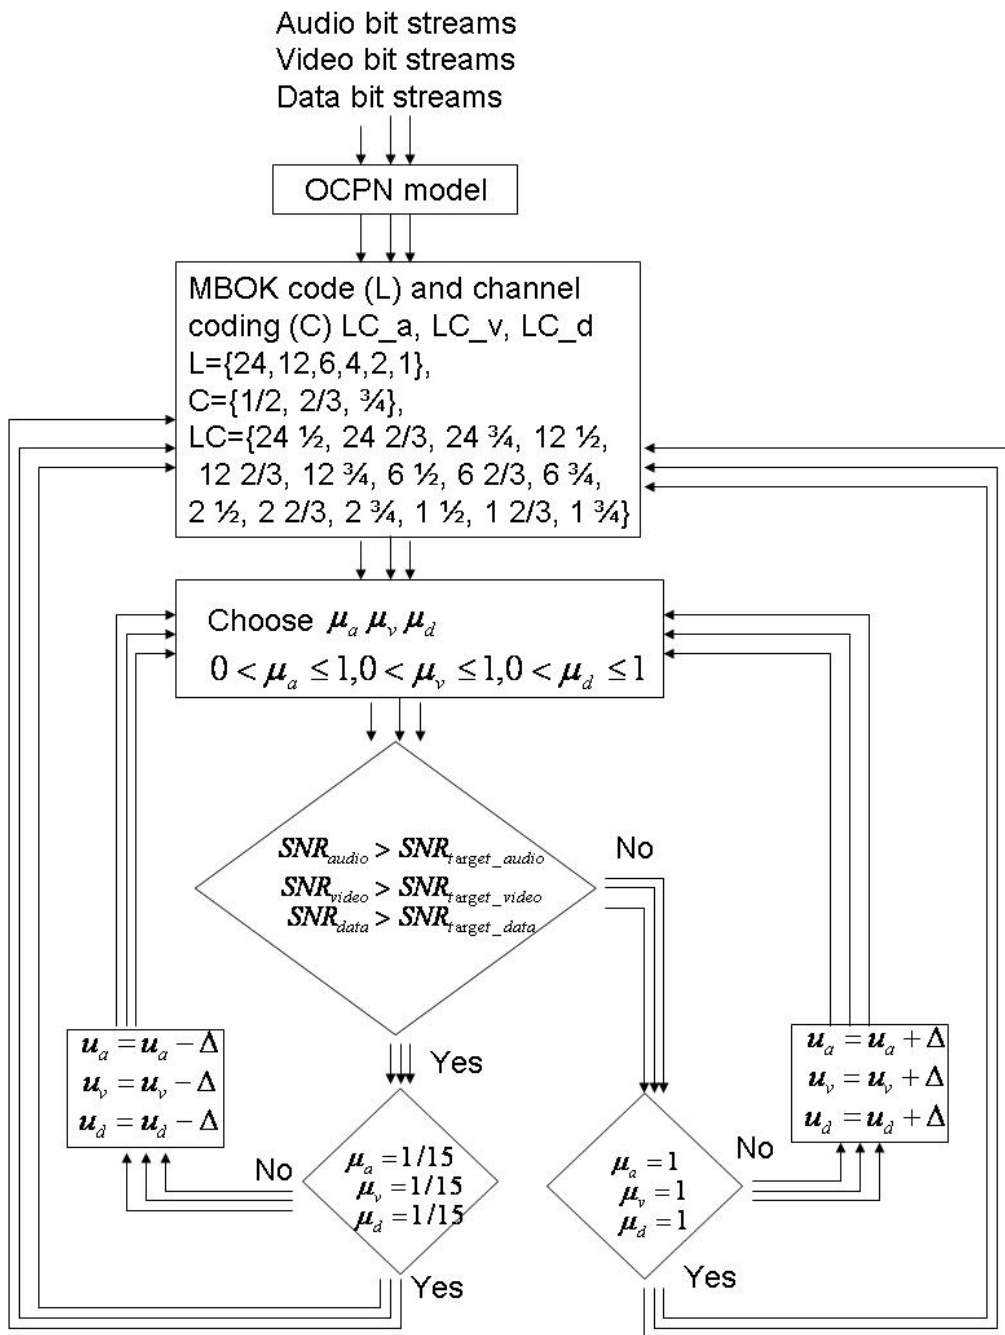 Audio bit streams
Video bit streams
Data bit streams
OCPN model
MBOK code (L) and channel
coding (C) LC_a, LC_v, LC_d
L={24,12,6,4,2,1},
C={1/2, 2/3, ¾},
LC={24 ½, 24 2/3, 24 ¾, 12 ½,
12 2/3, 12 ¾, 6 ½, 6 2/3, 6 ¾,
2 ½, 2 2/3, 2 ¾, 1 ½, 1 2/3, 1 ¾}
Choose μ_a μ_v μ_d
0 < μ_a ≤ 1,0 < μ_v ≤ 1,0 < μ_d ≤ 1
SNR_audio > SNR_target_audio
SNR_video > SNR_target_video
SNR_data > SNR_target_data
No
Yes
u_a = u_a − Δ
u_v = u_v − Δ
u_d = u_d − Δ
u_a = u_a + Δ
u_v = u_v + Δ
u_d = u_d + Δ
No
μ_a = 1/15
μ_v = 1/15
μ_d = 1/15
Yes
μ_a = 1
μ_v = 1
μ_d = 1
No
Yes